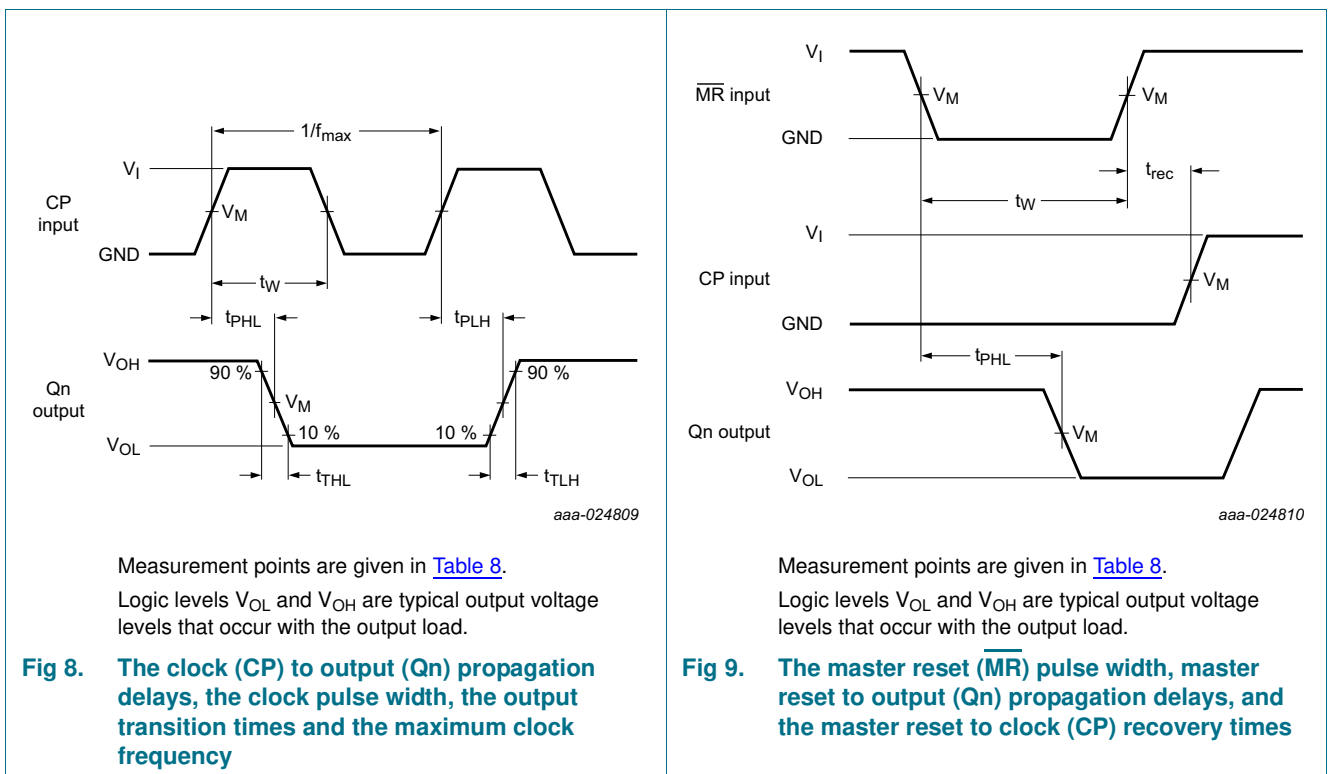 1/fmax
VI
CP
input
VM
GND
tW
tPHL
tPLH
VOH
90 %
90 %
Qn
output
VM
10 %
10 %
VOL
tTHL
tTLH
aaa-024809
Measurement points are given in Table 8.
Logic levels VOL and VOH are typical output voltage
levels that occur with the output load.
Fig 8. The clock (CP) to output (Qn) propagation
delays, the clock pulse width, the output
transition times and the maximum clock
frequency
VI
MR input
VM
VM
GND
trec
tW
VI
CP input
VM
GND
tPHL
VOH
Qn output
VM
VOL
aaa-024810
Measurement points are given in Table 8.
Logic levels VOL and VOH are typical output voltage
levels that occur with the output load.
Fig 9. The master reset (MR) pulse width, master
reset to output (Qn) propagation delays, and
the master reset to clock (CP) recovery times